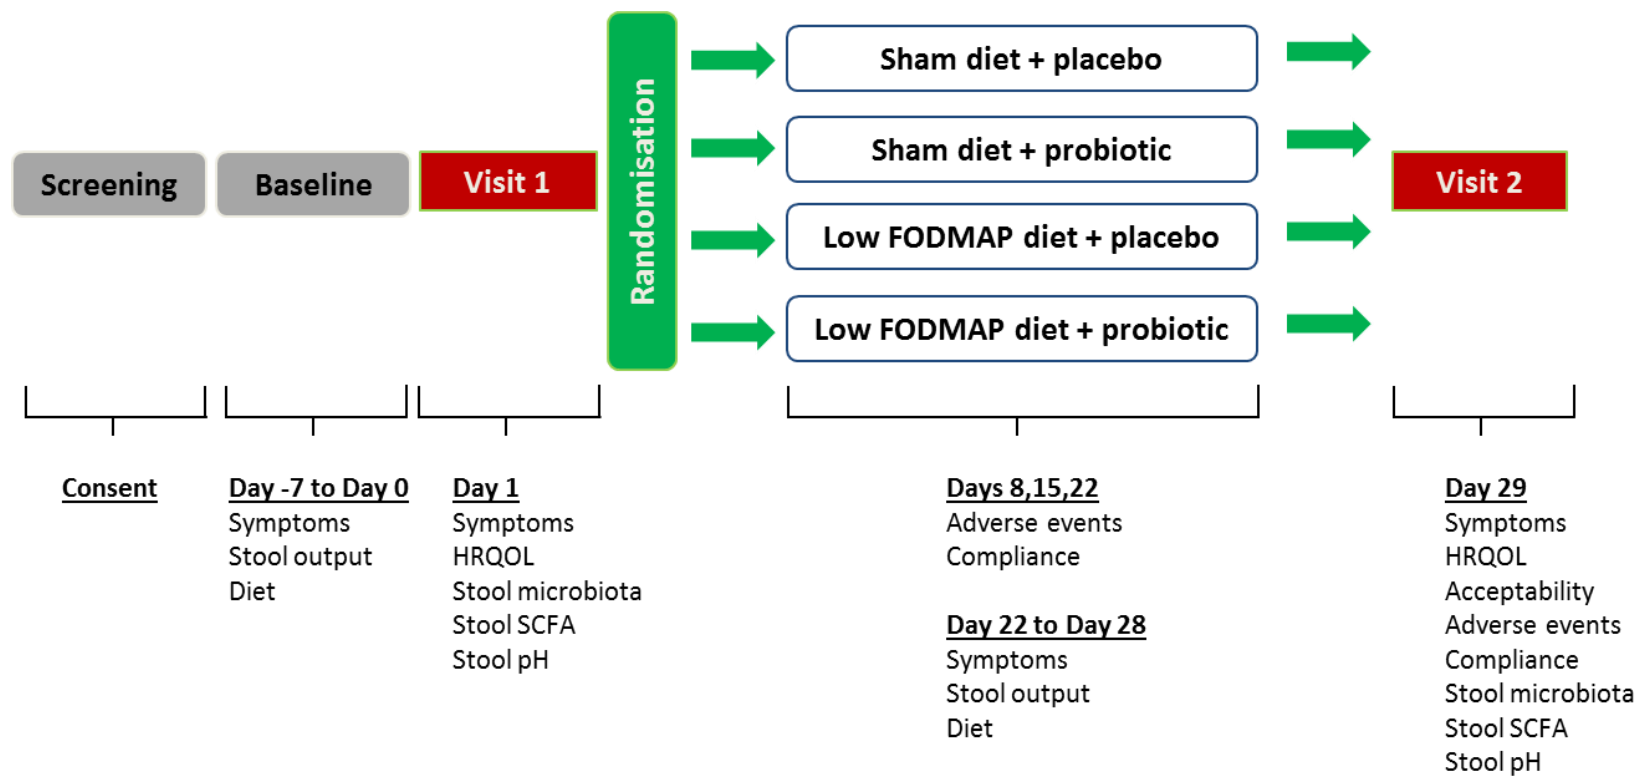 Screening
Baseline
Visit 1
Randomisation
Sham diet + placebo
Sham diet + probiotic
Low FODMAP diet + placebo
Low FODMAP diet + probiotic
Visit 2
Consent
Day -7 to Day 0
Symptoms
Stool output
Diet
Day 1
Symptoms
HRQOL
Stool microbiota
Stool SCFA
Stool pH
Days 8,15,22
Adverse events
Compliance
Day 22 to Day 28
Symptoms
Stool output
Diet
Day 29
Symptoms
HRQOL
Acceptability
Adverse events
Compliance
Stool microbiota
Stool SCFA
Stool pH